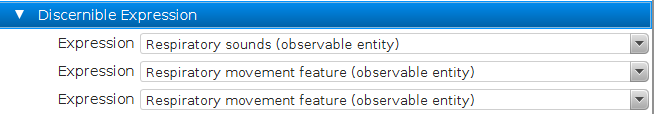 Discernible Expression
Expression Respiratory sounds (observable entity)
Expression Respiratory movement feature (observable entity)
Expression Respiratory movement feature (observable entity)